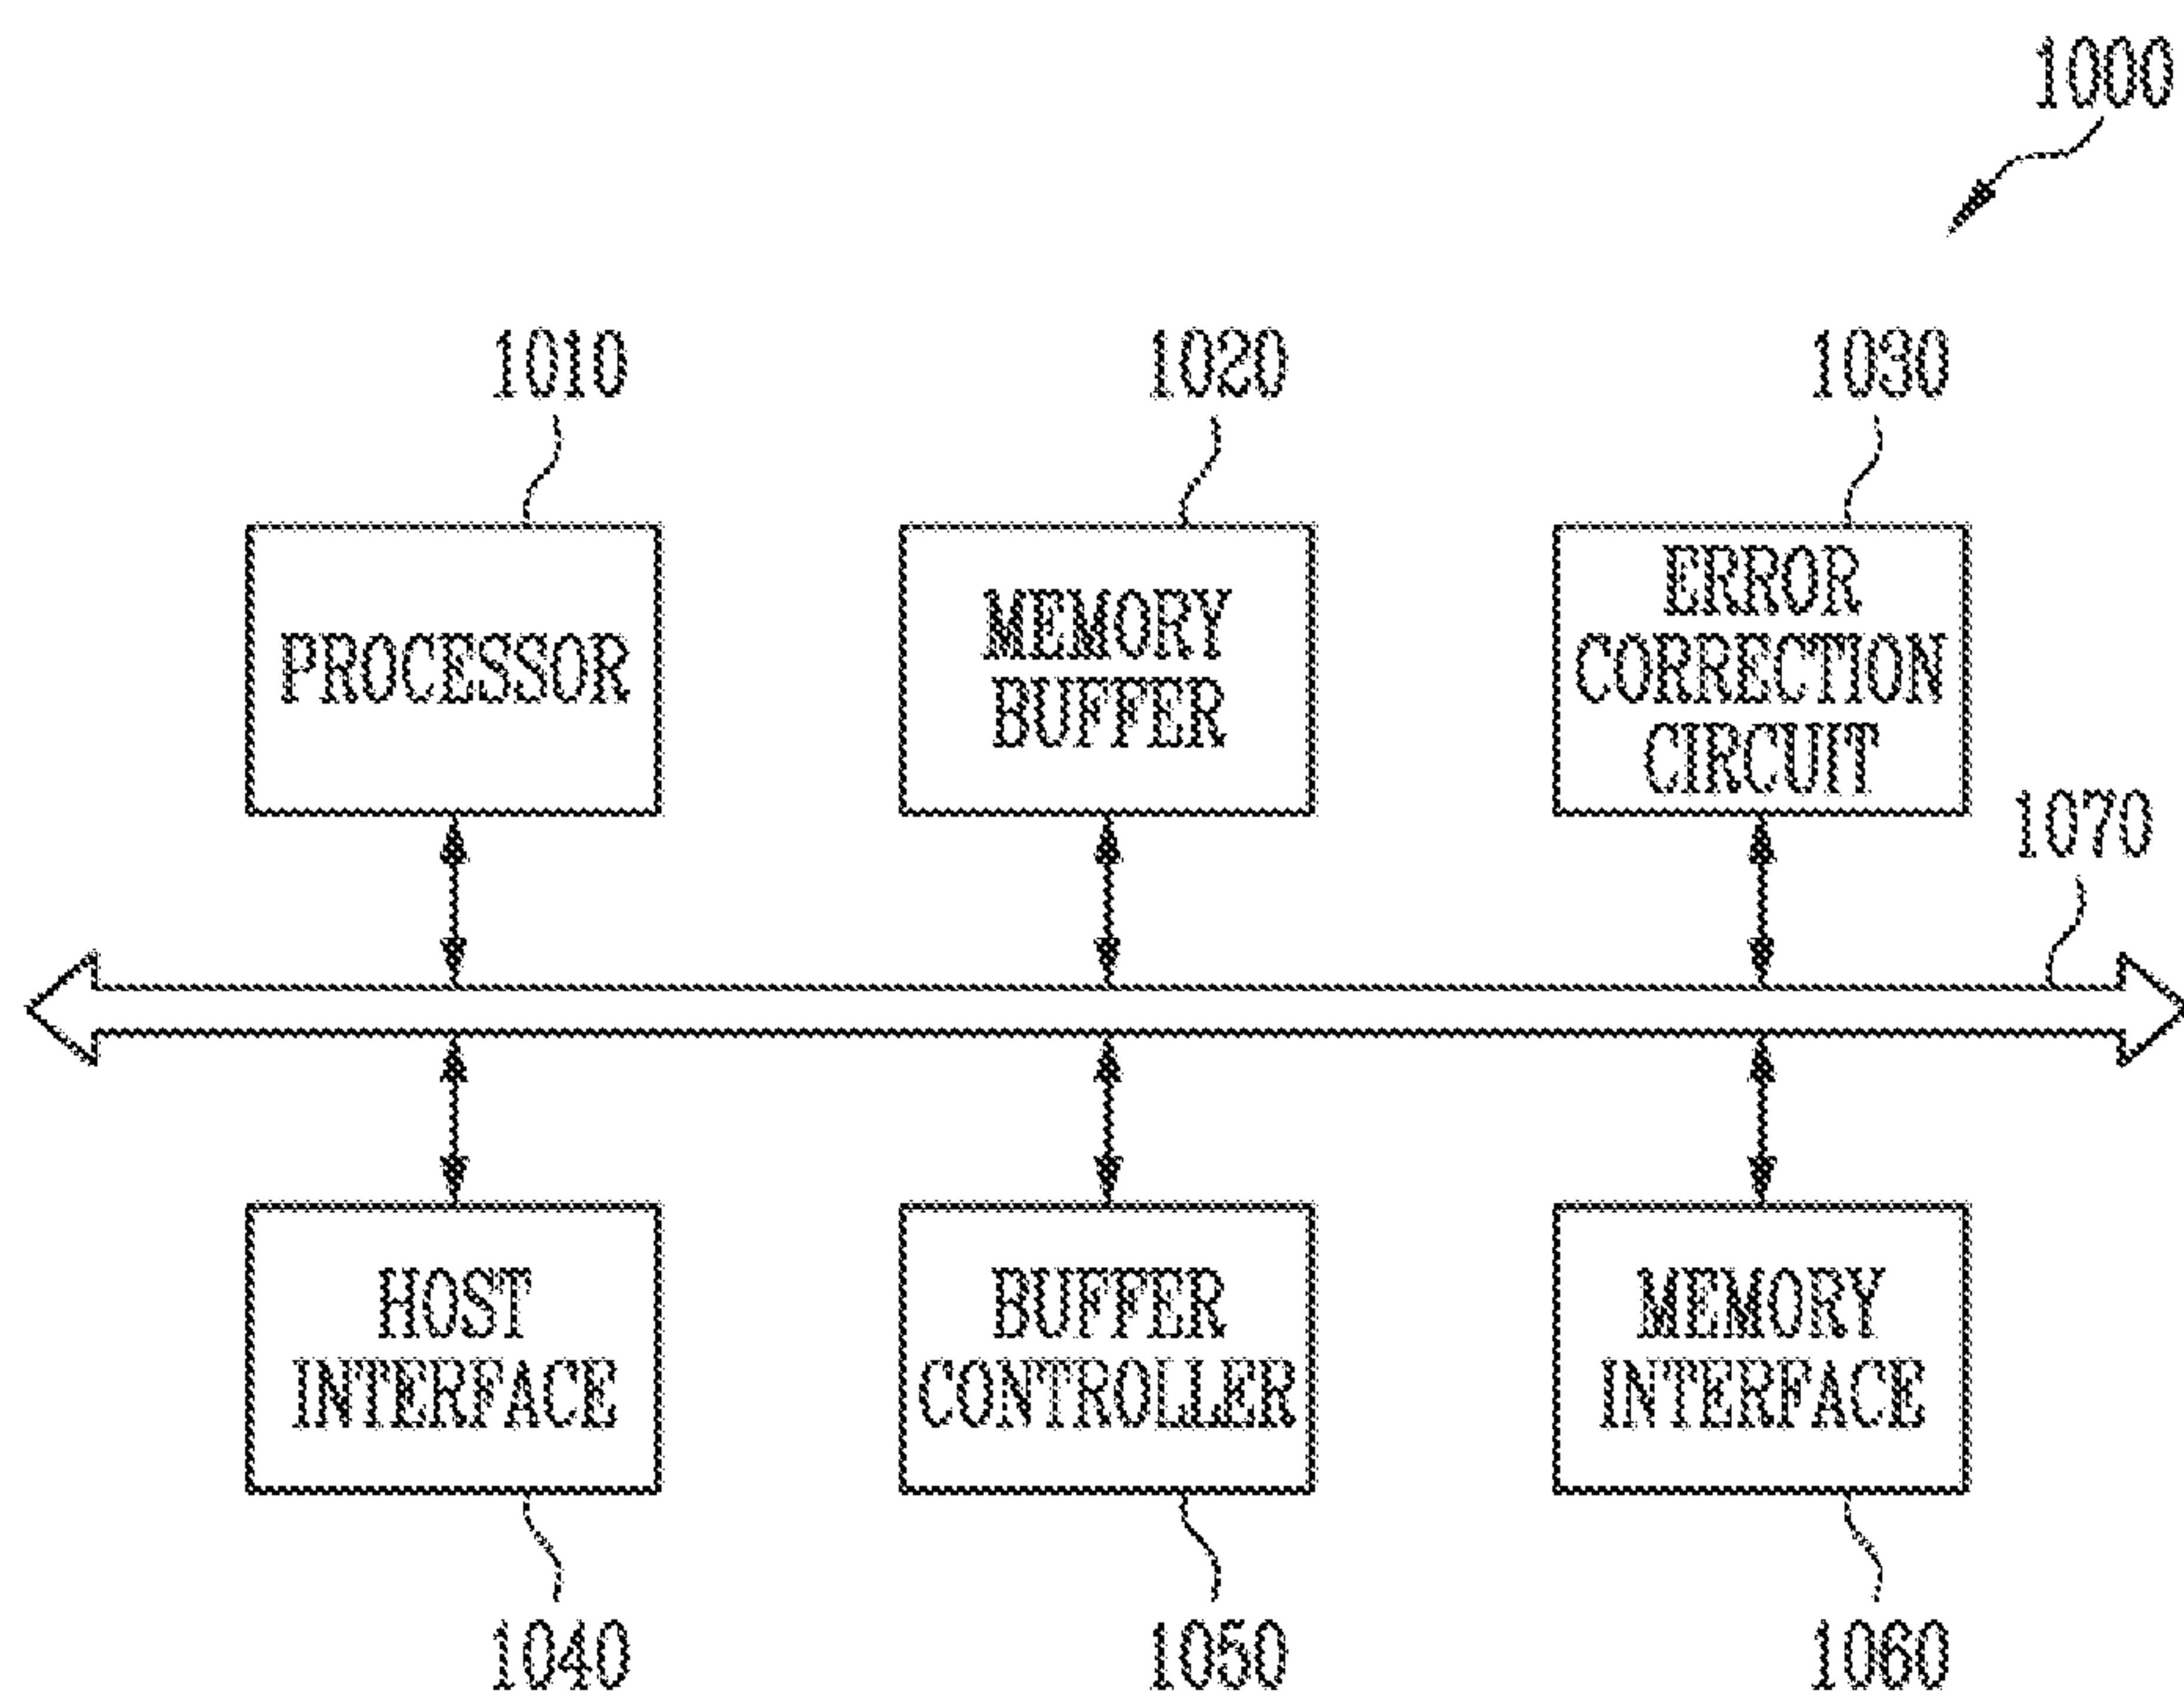 1000
1010
1020
1030
PROCESSOR
MEMORY
BUFFER
ERROR
CORRECTION
CIRCUIT
1070
HOST
INTERFACE
BUFFER
CONTROLLER
MEMORY
INTERFACE
1040
1050
1060